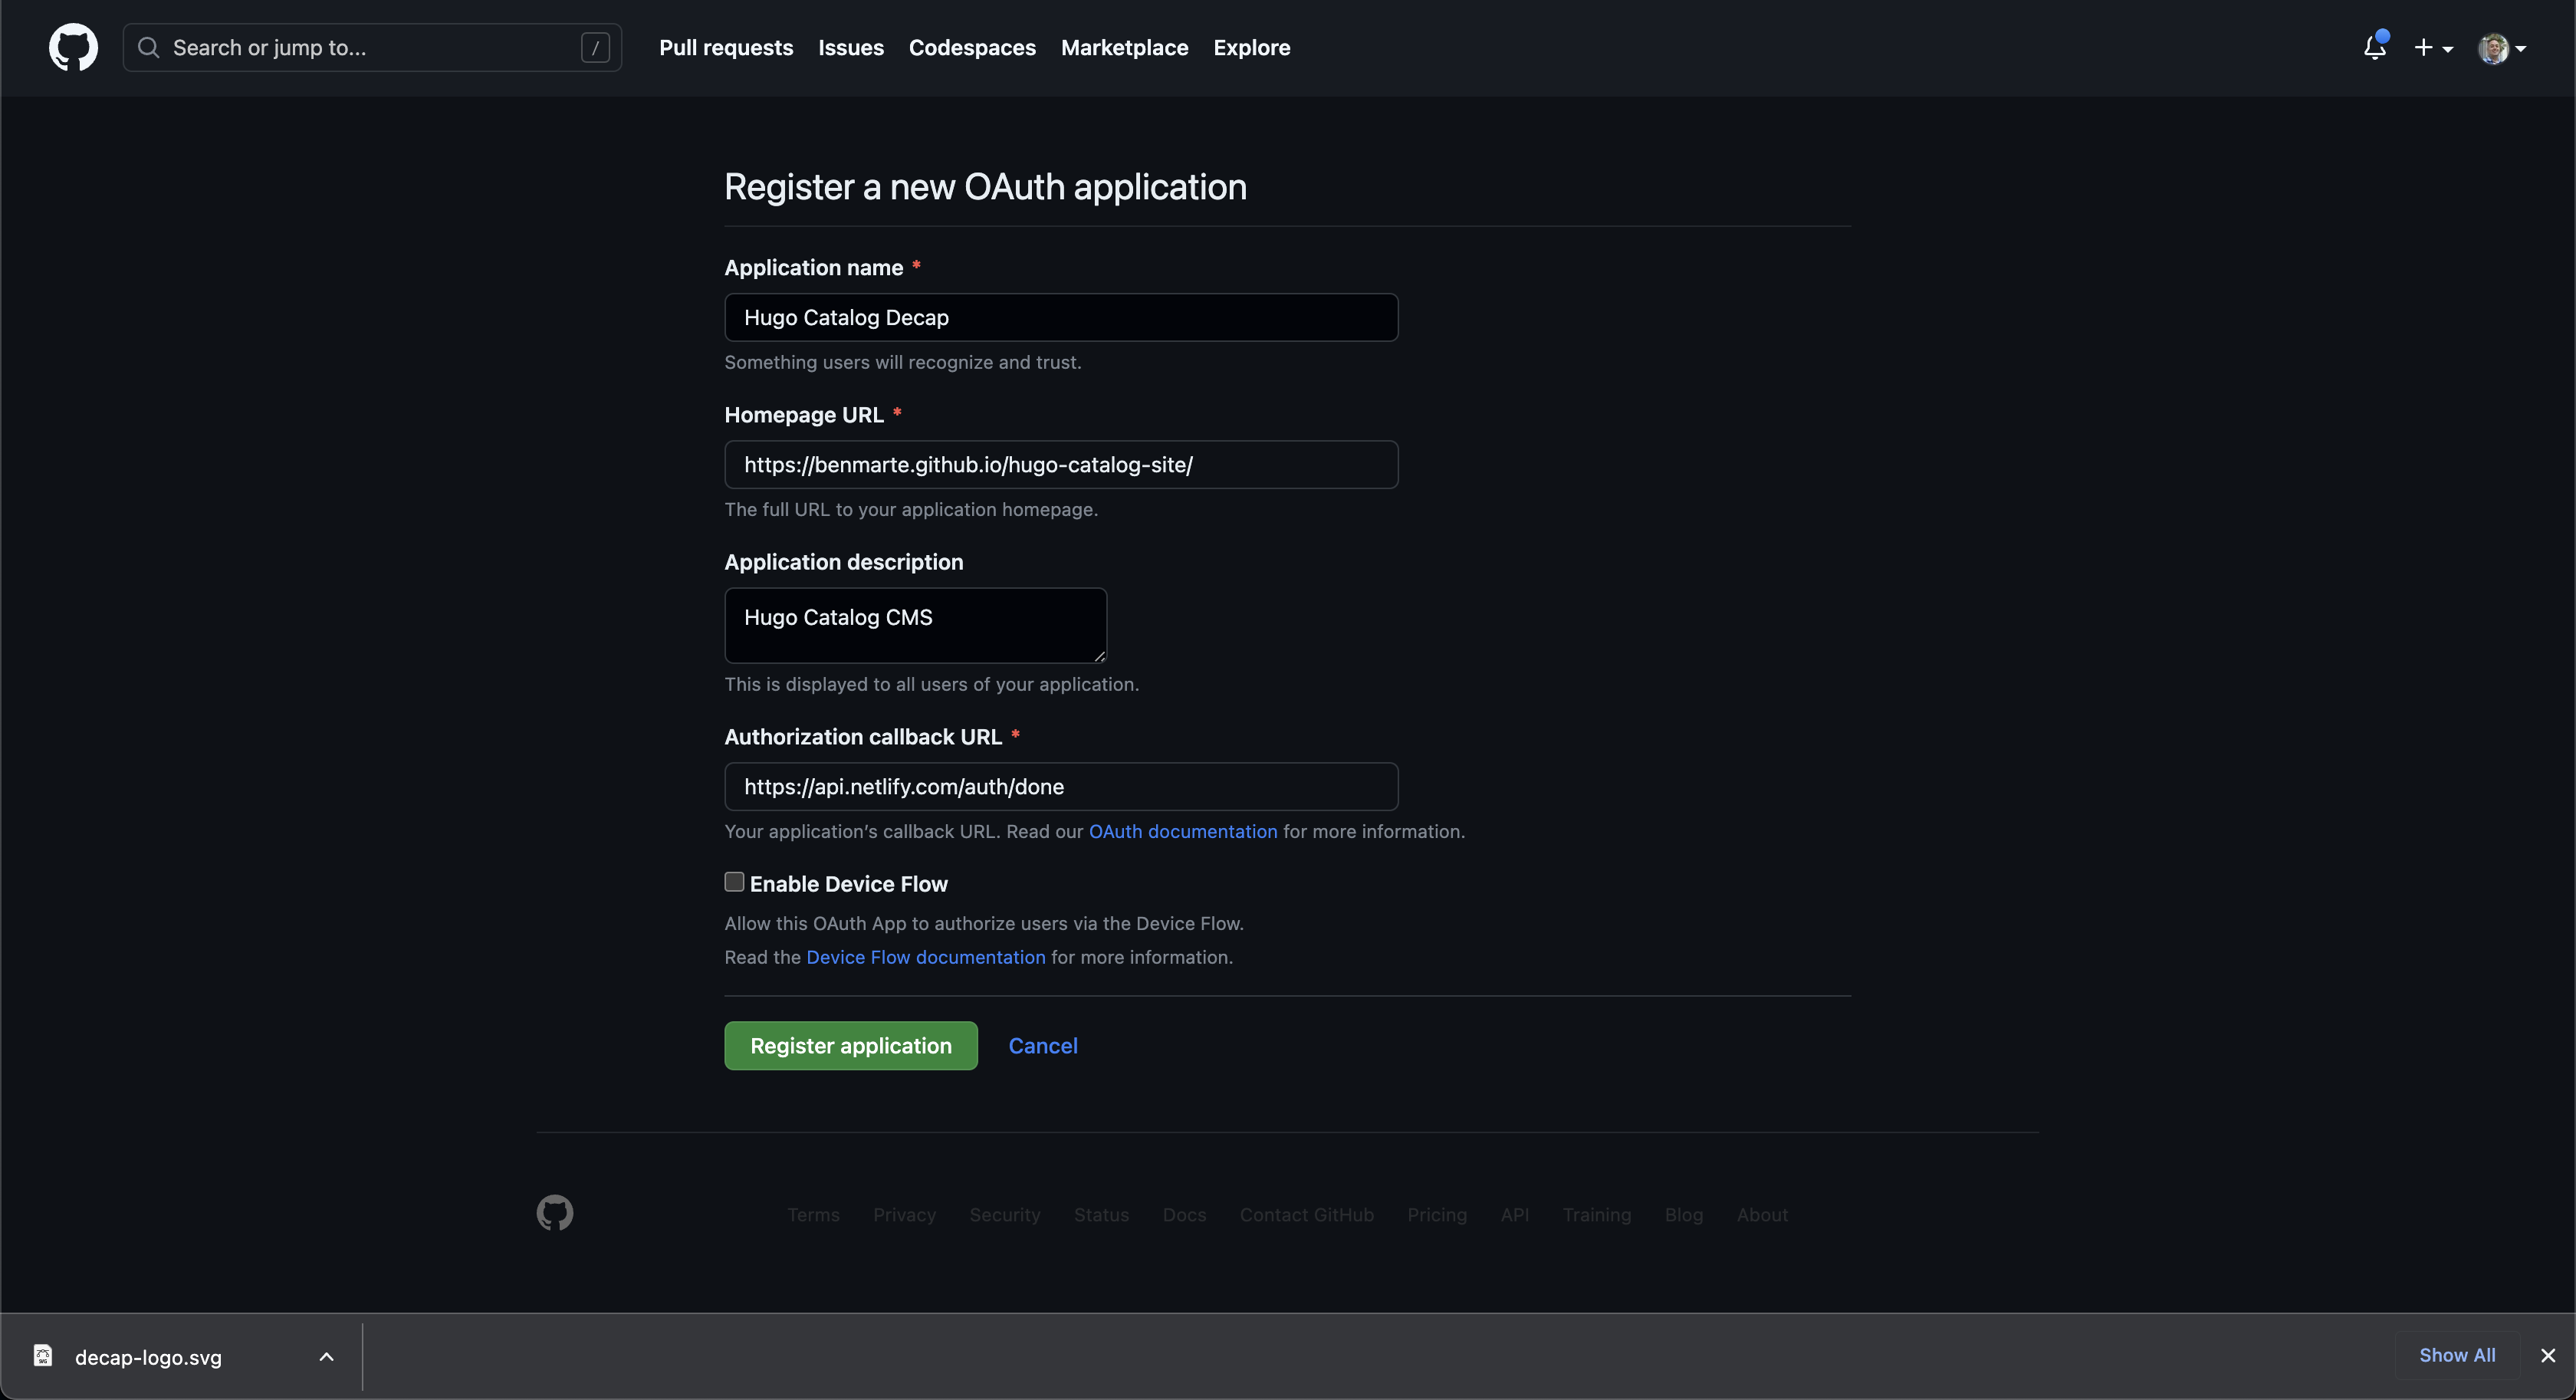 Search or jump to... /
Pull requests Issues Codespaces Marketplace Explore
Register a new OAuth application
Application name *
Hugo Catalog Decap
Something users will recognize and trust.
Homepage URL *
https://benmarte.github.io/hugo-catalog-site/
The full URL to your application homepage.
Application description
Hugo Catalog CMS
This is displayed to all users of your application.
Authorization callback URL *
https://api.netlify.com/auth/done
Your application’s callback URL. Read our OAuth documentation for more information.
Enable Device Flow
Allow this OAuth App to authorize users via the Device Flow.
Read the Device Flow documentation for more information.
Register application Cancel
Terms Privacy Security Status Docs Contact GitHub Pricing API Training Blog About
decap-logo.svg Show All